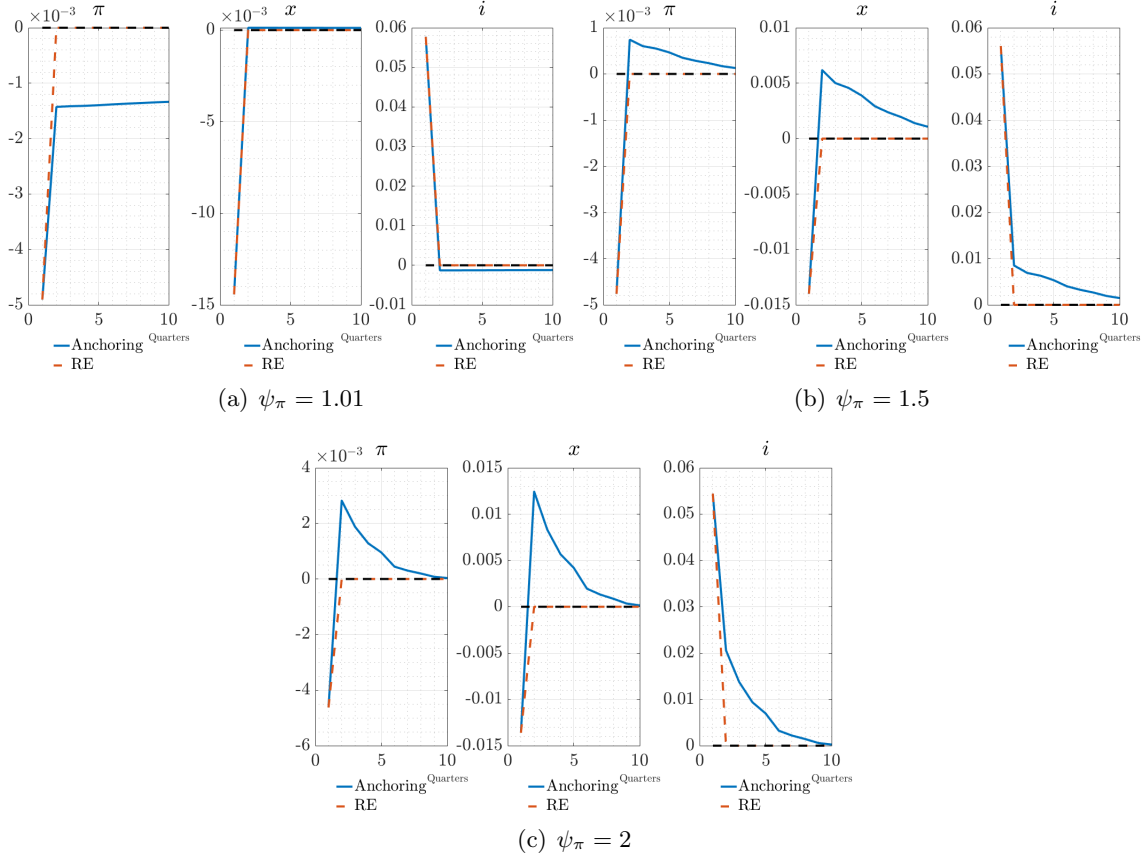 π x i π x i
×10⁻³ ×10⁻³ 0.06 ×10⁻³ 0.01 0.06
0 0 0.05 1 0.005 0.05
-1 -5 0.04 0 0 0.04
-2 -10 0.03 -1 -0.005 0.03
-3 -15 0.02 -2 -0.01 0.02
-4 0.01 -3 -0.015 0.01
-5 0 -4 0
-0.01 -5
0 5 10 0 5 10 0 5 10 0 5 10 0 5 10 0 5 10
Quarters Quarters
Anchoring Anchoring Anchoring Anchoring Anchoring Anchoring
RE RE RE RE RE RE
(a) ψπ = 1.01 (b) ψπ = 1.5
π x i
×10⁻³ 0.015 0.06
4 0.01 0.05
2 0.005 0.04
0 0 0.03
-2 -0.005 0.02
-4 -0.01 0.01
-6 -0.015 0
0 5 10 0 5 10 0 5 10
Quarters
Anchoring Anchoring Anchoring
RE RE RE
(c) ψπ = 2